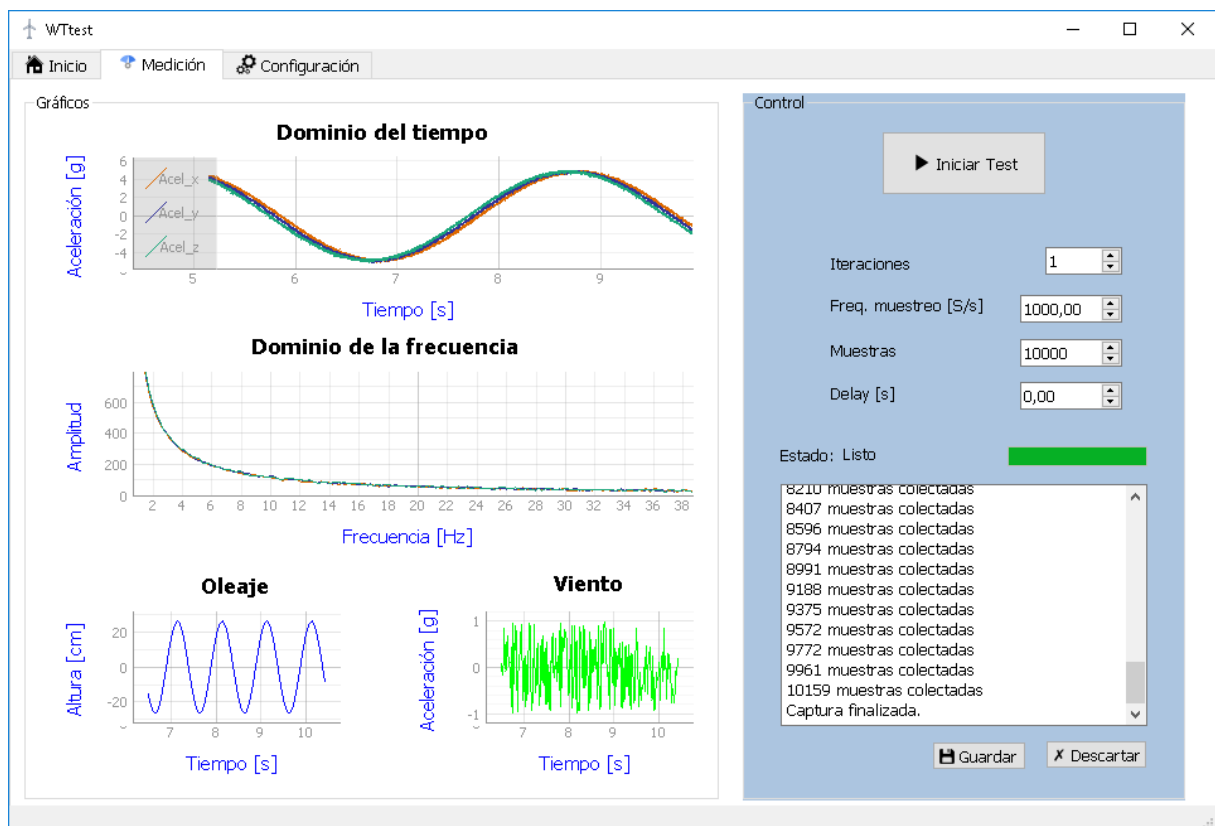 WTtest
Inicio
Medición
Configuración
Gráficos
Dominio del tiempo
Aceleración [g]
6
4
2
0
-2
-4
Acel_x
Acel_y
Acel_z
5 6 7 8 9
Tiempo [s]
Dominio de la frecuencia
Amplitud
600
400
200
0
2 4 6 8 10 12 14 16 18 20 22 24 26 28 30 32 34 36 38
Frecuencia [Hz]
Oleaje
Altura [cm]
20
0
-20
7 8 9 10
Tiempo [s]
Viento
Aceleración [g]
1
0
-1
7 8 9 10
Tiempo [s]
Control
Iniciar Test
Iteraciones 1
Freq. muestreo [S/s] 1000,00
Muestras 10000
Delay [s] 0,00
Estado: Listo
8210 muestras colectadas
8407 muestras colectadas
8596 muestras colectadas
8794 muestras colectadas
8991 muestras colectadas
9188 muestras colectadas
9375 muestras colectadas
9572 muestras colectadas
9772 muestras colectadas
9961 muestras colectadas
10159 muestras colectadas
Captura finalizada.
Guardar
Descartar